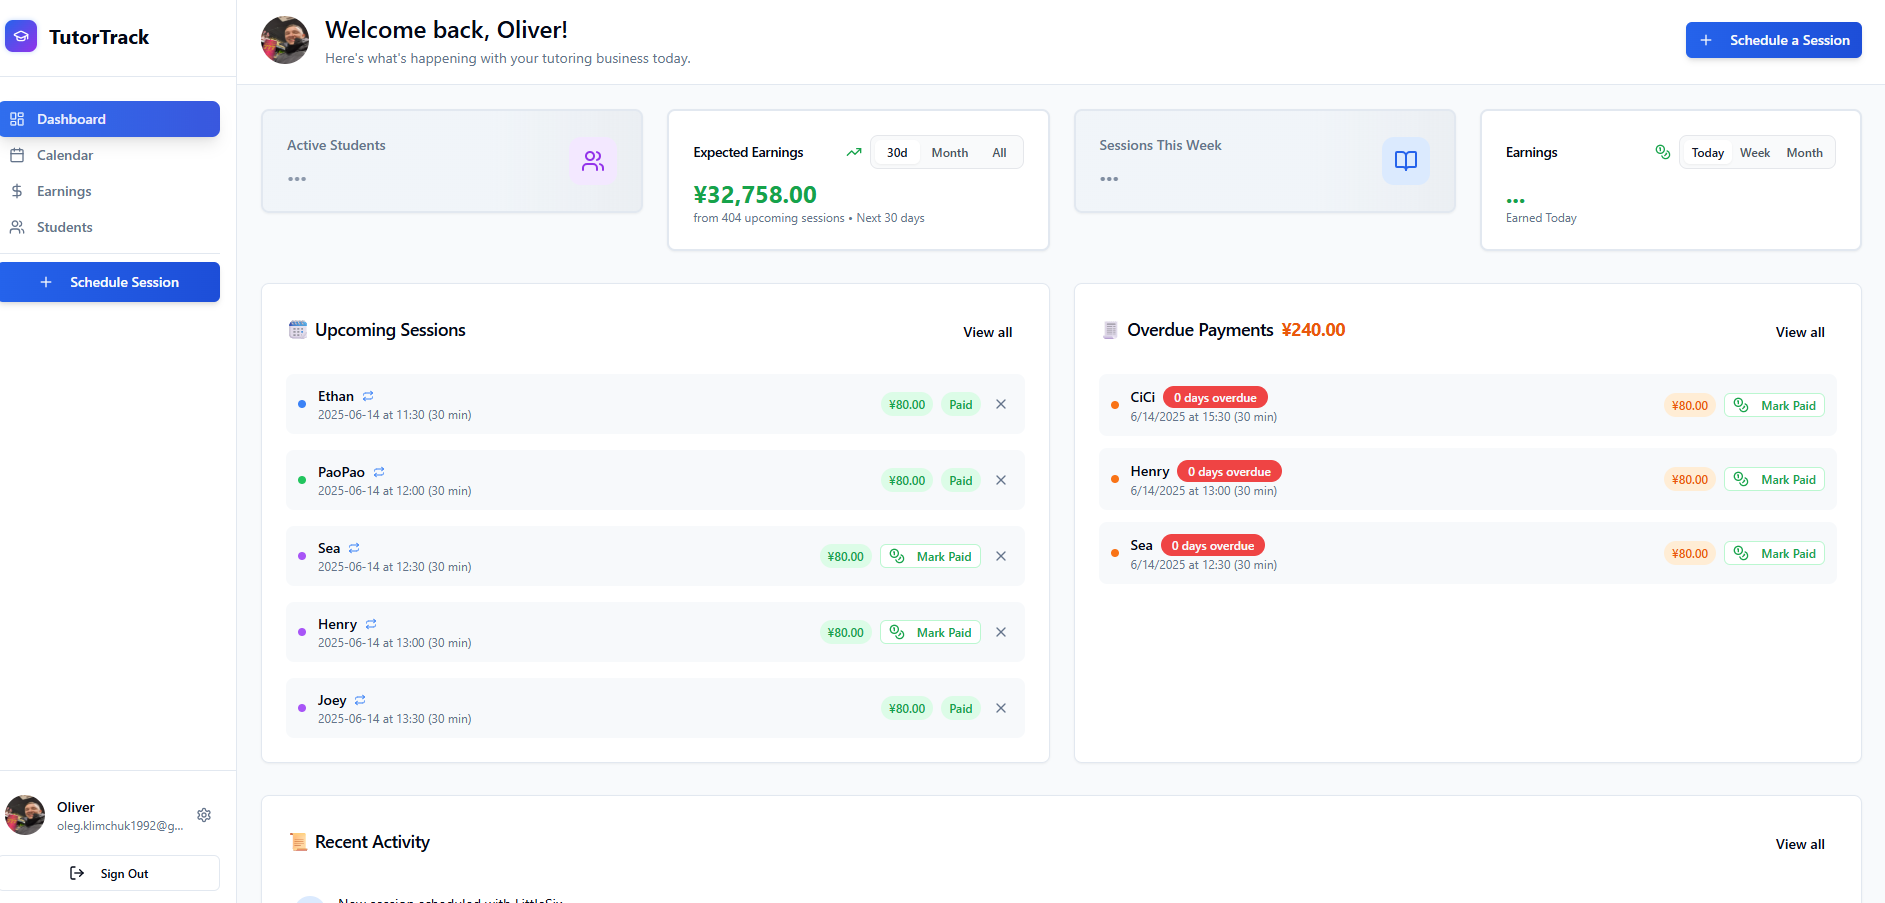 TutorTrack
Dashboard
Calendar
Earnings
Students
Schedule Session
Oliver
oleg.klimchuk1992@g...
Sign Out
Welcome back, Oliver!
Here's what's happening with your tutoring business today.
Schedule a Session
Active Students
...
Expected Earnings
30d Month All
¥32,758.00
from 404 upcoming sessions • Next 30 days
Sessions This Week
...
Earnings
Today Week Month
...
Earned Today
Upcoming Sessions
View all
Ethan
2025-06-14 at 11:30 (30 min)
¥80.00 Paid
PaoPao
2025-06-14 at 12:00 (30 min)
¥80.00 Paid
Sea
2025-06-14 at 12:30 (30 min)
¥80.00 Mark Paid
Henry
2025-06-14 at 13:00 (30 min)
¥80.00 Mark Paid
Joey
2025-06-14 at 13:30 (30 min)
¥80.00 Paid
Overdue Payments ¥240.00
View all
CiCi 0 days overdue
6/14/2025 at 15:30 (30 min)
¥80.00 Mark Paid
Henry 0 days overdue
6/14/2025 at 13:00 (30 min)
¥80.00 Mark Paid
Sea 0 days overdue
6/14/2025 at 12:30 (30 min)
¥80.00 Mark Paid
Recent Activity
View all
New session scheduled with LittleSix